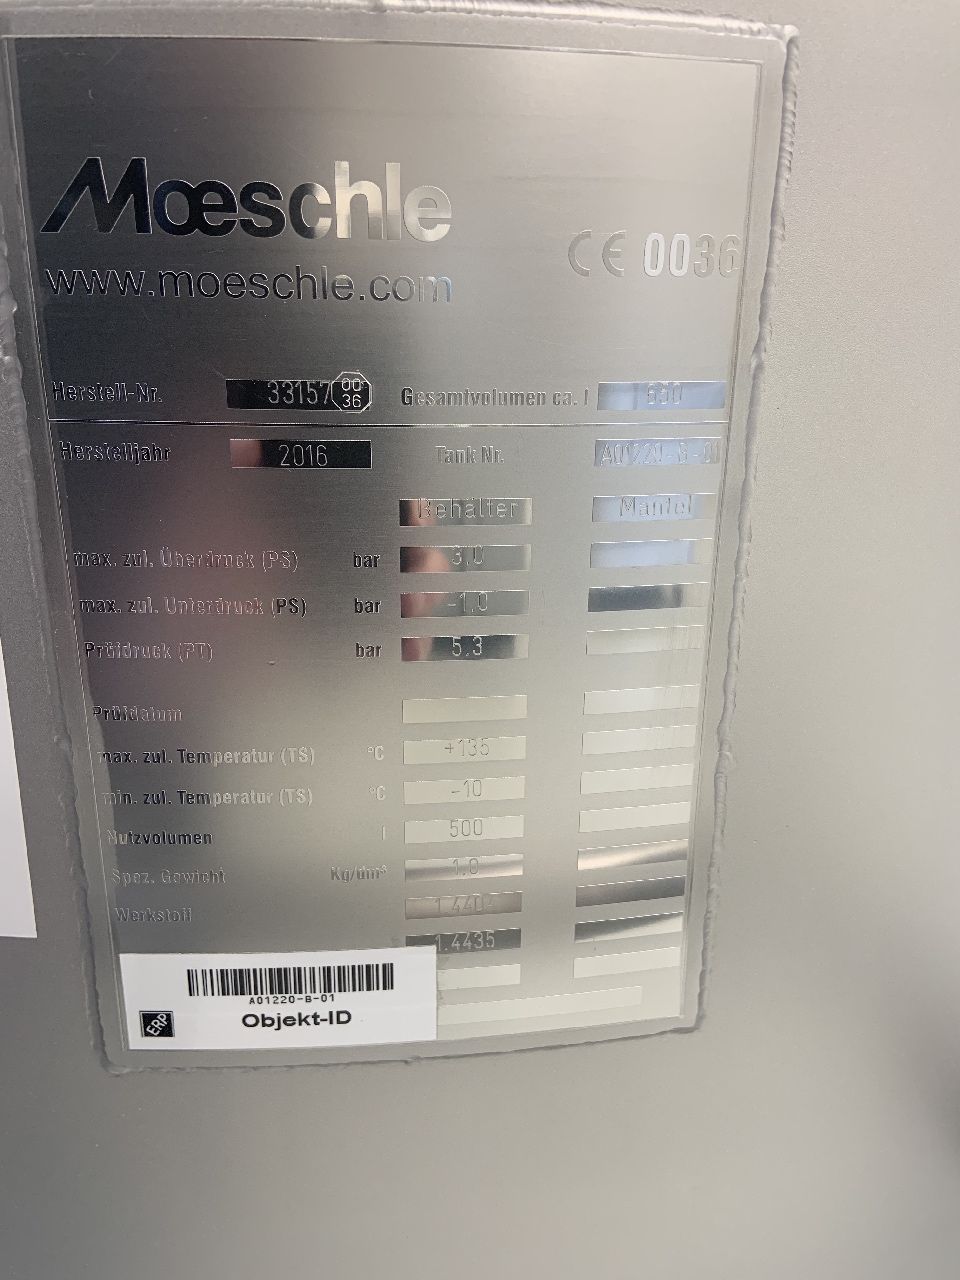 Moeschle
www.moeschle.com
CE 0036
Herstell-Nr. 33157 0036 Gesamtvolumen ca. l
Herstelljahr 2016 Tank Nr. A01220-B-01
Behälter Mantel
max. zul. Überdruck (PS) bar 3,0
max. zul. Unterdruck (PS) bar -1,0
Prüfdruck (PT) bar 5,3
Prüfdatum
max. zul. Temperatur (TS) °C +135
min. zul. Temperatur (TS) °C -10
Nutzvolumen l 500
Spez. Gewicht Kg/dm³ 1,0
Werkstoff 1.4404
1.4435
A01220-B-01
ERP Objekt-ID